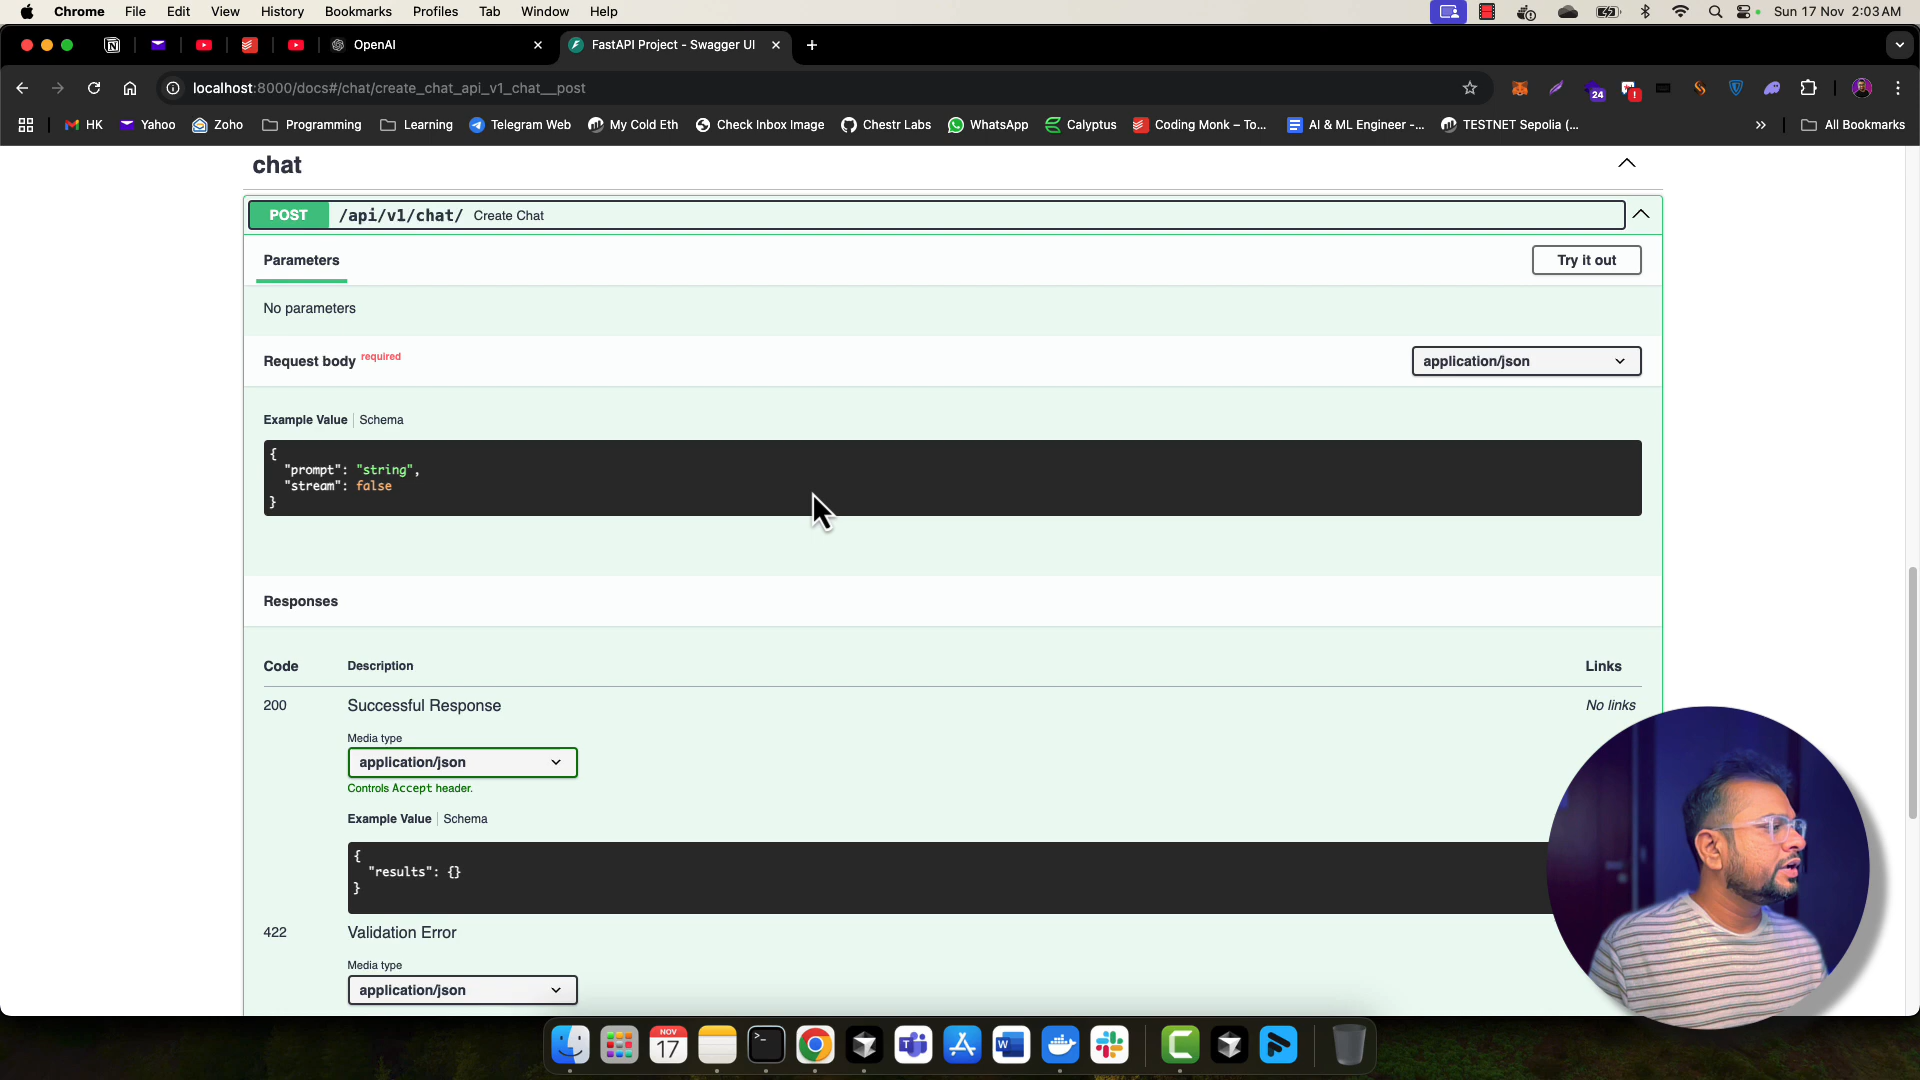 Chrome File Edit View History Bookmarks Profiles Tab Window Help Sun 17 Nov 2:03 AM
OpenAI FastAPI Project - Swagger UI
localhost:8000/docs#/chat/create_chat_api_v1_chat__post 24 !
HK Yahoo Zoho Programming Learning Telegram Web My Cold Eth Check Inbox Image Chestr Labs WhatsApp Calyptus Coding Monk – To... AI & ML Engineer -... TESTNET Sepolia (... All Bookmarks
chat
POST /api/v1/chat/ Create Chat
Parameters Try it out
No parameters
Request body required application/json
Example Value Schema
{
"prompt": "string",
"stream": false
}
Responses
Code Description Links
200 Successful Response No links
Media type
application/json
Controls Accept header.
Example Value Schema
{
"results": {}
}
422 Validation Error
Media type
application/json
NOV
17